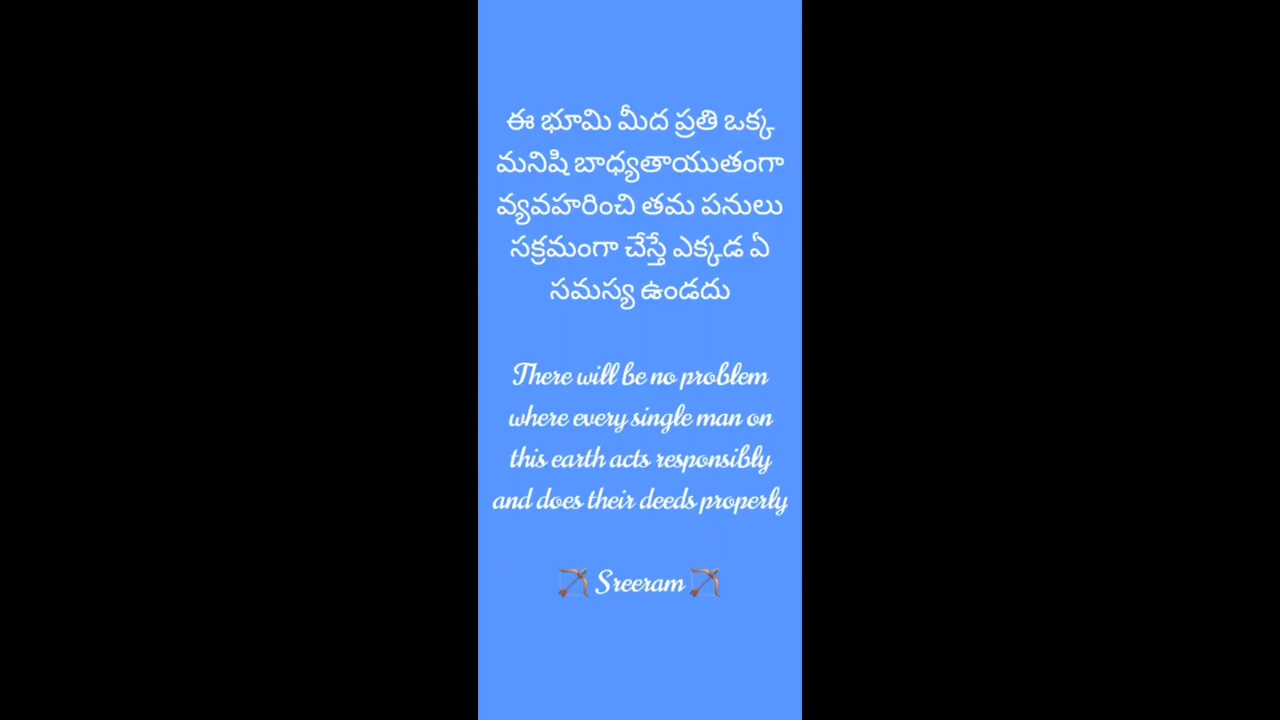 ఈ భూమి మీద ప్రతి ఒక్క
మనిషి బాధ్యతాయుతంగా
వ్యవహరించి తమ పనులు
సక్రమంగా చేస్తే ఎక్కడ ఏ
సమస్య ఉండదు
There will be no problem
where every single man on
this earth acts responsibly
and does their deeds properly
🏹 Sreeram 🏹